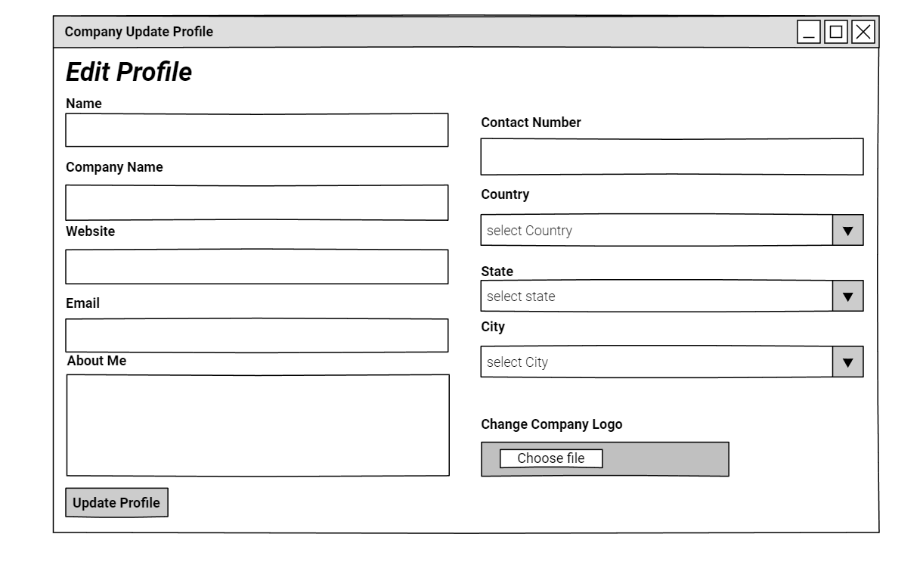 Company Update Profile
Edit Profile
Name
Company Name
Website
Email
About Me
Update Profile
Contact Number
Country
select Country
State
select state
City
select City
Change Company Logo
Choose file